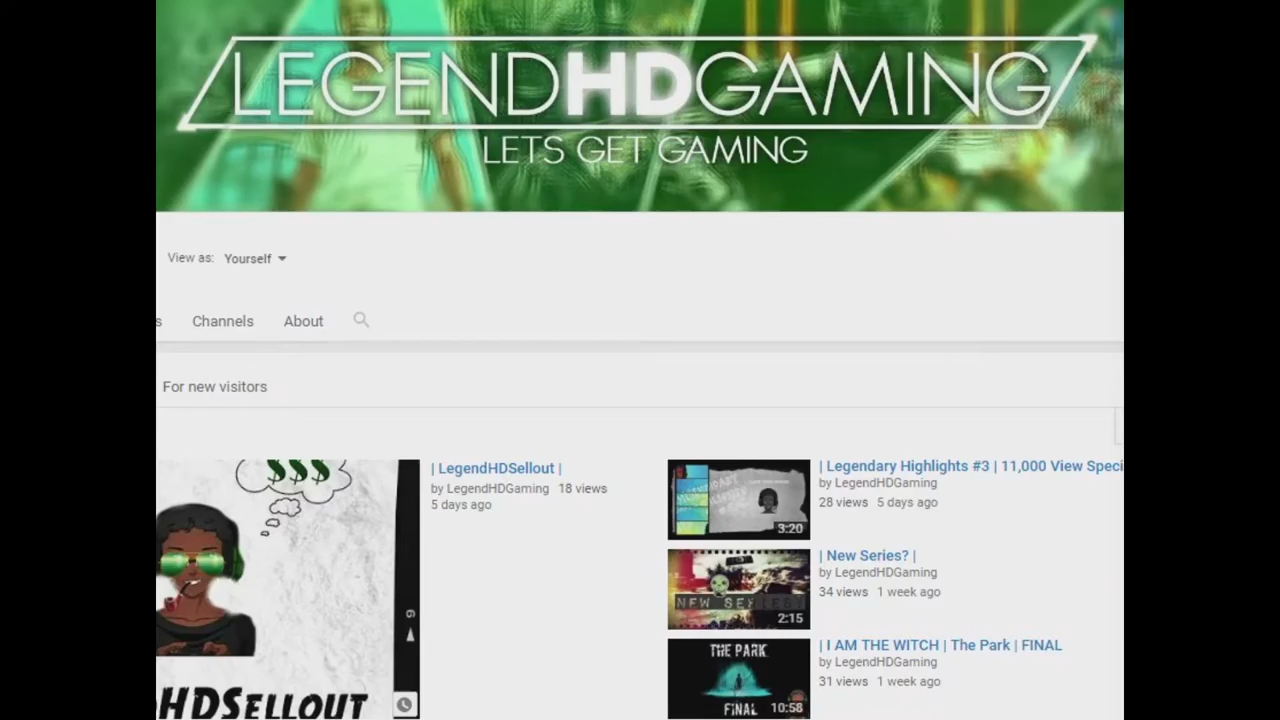 LEGENDHDGAMING
LETS GET GAMING
View as: Yourself
s Channels About
For new visitors
$$$
HDSELLOUT
| LegendHDSellout |
by LegendHDGaming 18 views
5 days ago
3:20
| Legendary Highlights #3 | 11,000 View Speci
by LegendHDGaming
28 views 5 days ago
NEW SERIES?
2:15
| New Series? |
by LegendHDGaming
34 views 1 week ago
THE PARK
FINAL
10:58
| I AM THE WITCH | The Park | FINAL
by LegendHDGaming
31 views 1 week ago